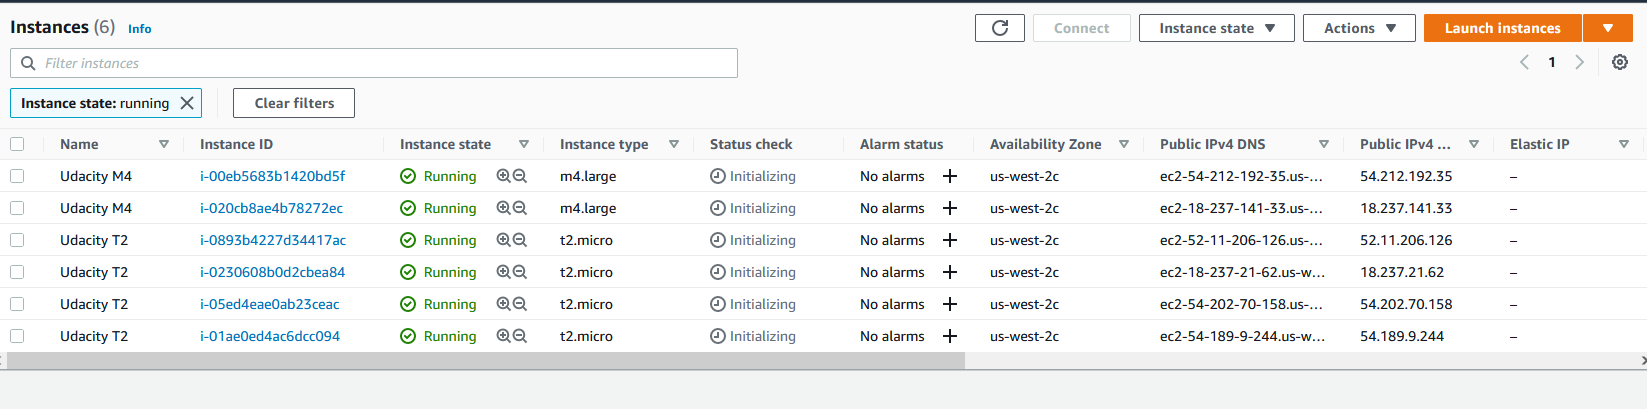 Instances (6) Info
Connect Instance state Actions Launch instances
Filter instances
1
Instance state: running Clear filters
Name Instance ID Instance state Instance type Status check Alarm status Availability Zone Public IPv4 DNS Public IPv4 ... Elastic IP
Udacity M4 i-00eb5683b1420bd5f Running m4.large Initializing No alarms us-west-2c ec2-54-212-192-35.us-... 54.212.192.35 –
Udacity M4 i-020cb8ae4b78272ec Running m4.large Initializing No alarms us-west-2c ec2-18-237-141-33.us-... 18.237.141.33 –
Udacity T2 i-0893b4227d34417ac Running t2.micro Initializing No alarms us-west-2c ec2-52-11-206-126.us-... 52.11.206.126 –
Udacity T2 i-0230608b0d2cbea84 Running t2.micro Initializing No alarms us-west-2c ec2-18-237-21-62.us-w... 18.237.21.62 –
Udacity T2 i-05ed4eae0ab23ceac Running t2.micro Initializing No alarms us-west-2c ec2-54-202-70-158.us-... 54.202.70.158 –
Udacity T2 i-01ae0ed4ac6dcc094 Running t2.micro Initializing No alarms us-west-2c ec2-54-189-9-244.us-w... 54.189.9.244 –